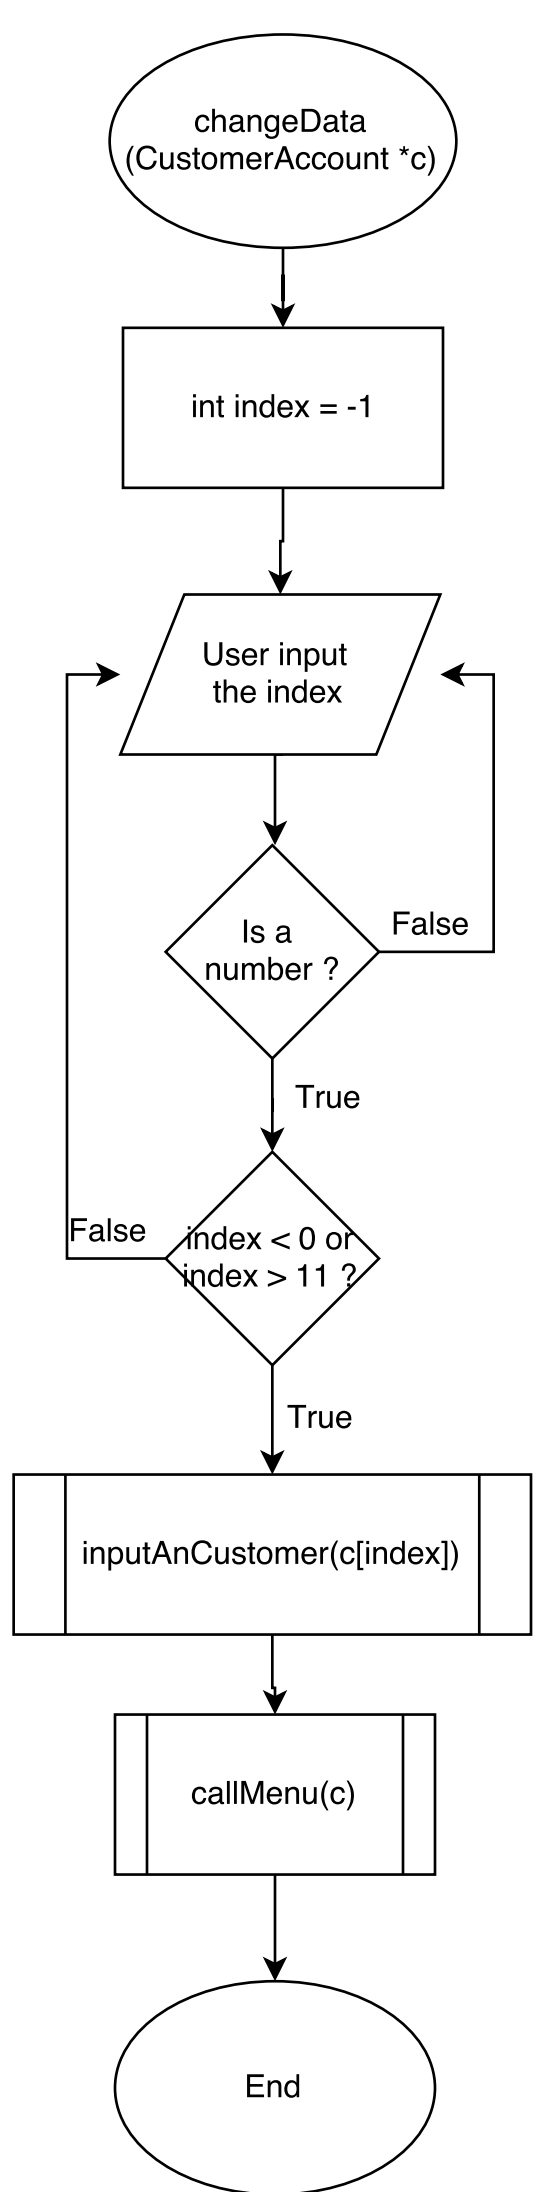 changeData
(CustomerAccount *c)
int index = -1
User input
the index
Is a
number ?
False
True
False
index < 0 or
index > 11 ?
True
inputAnCustomer(c[index])
callMenu(c)
End